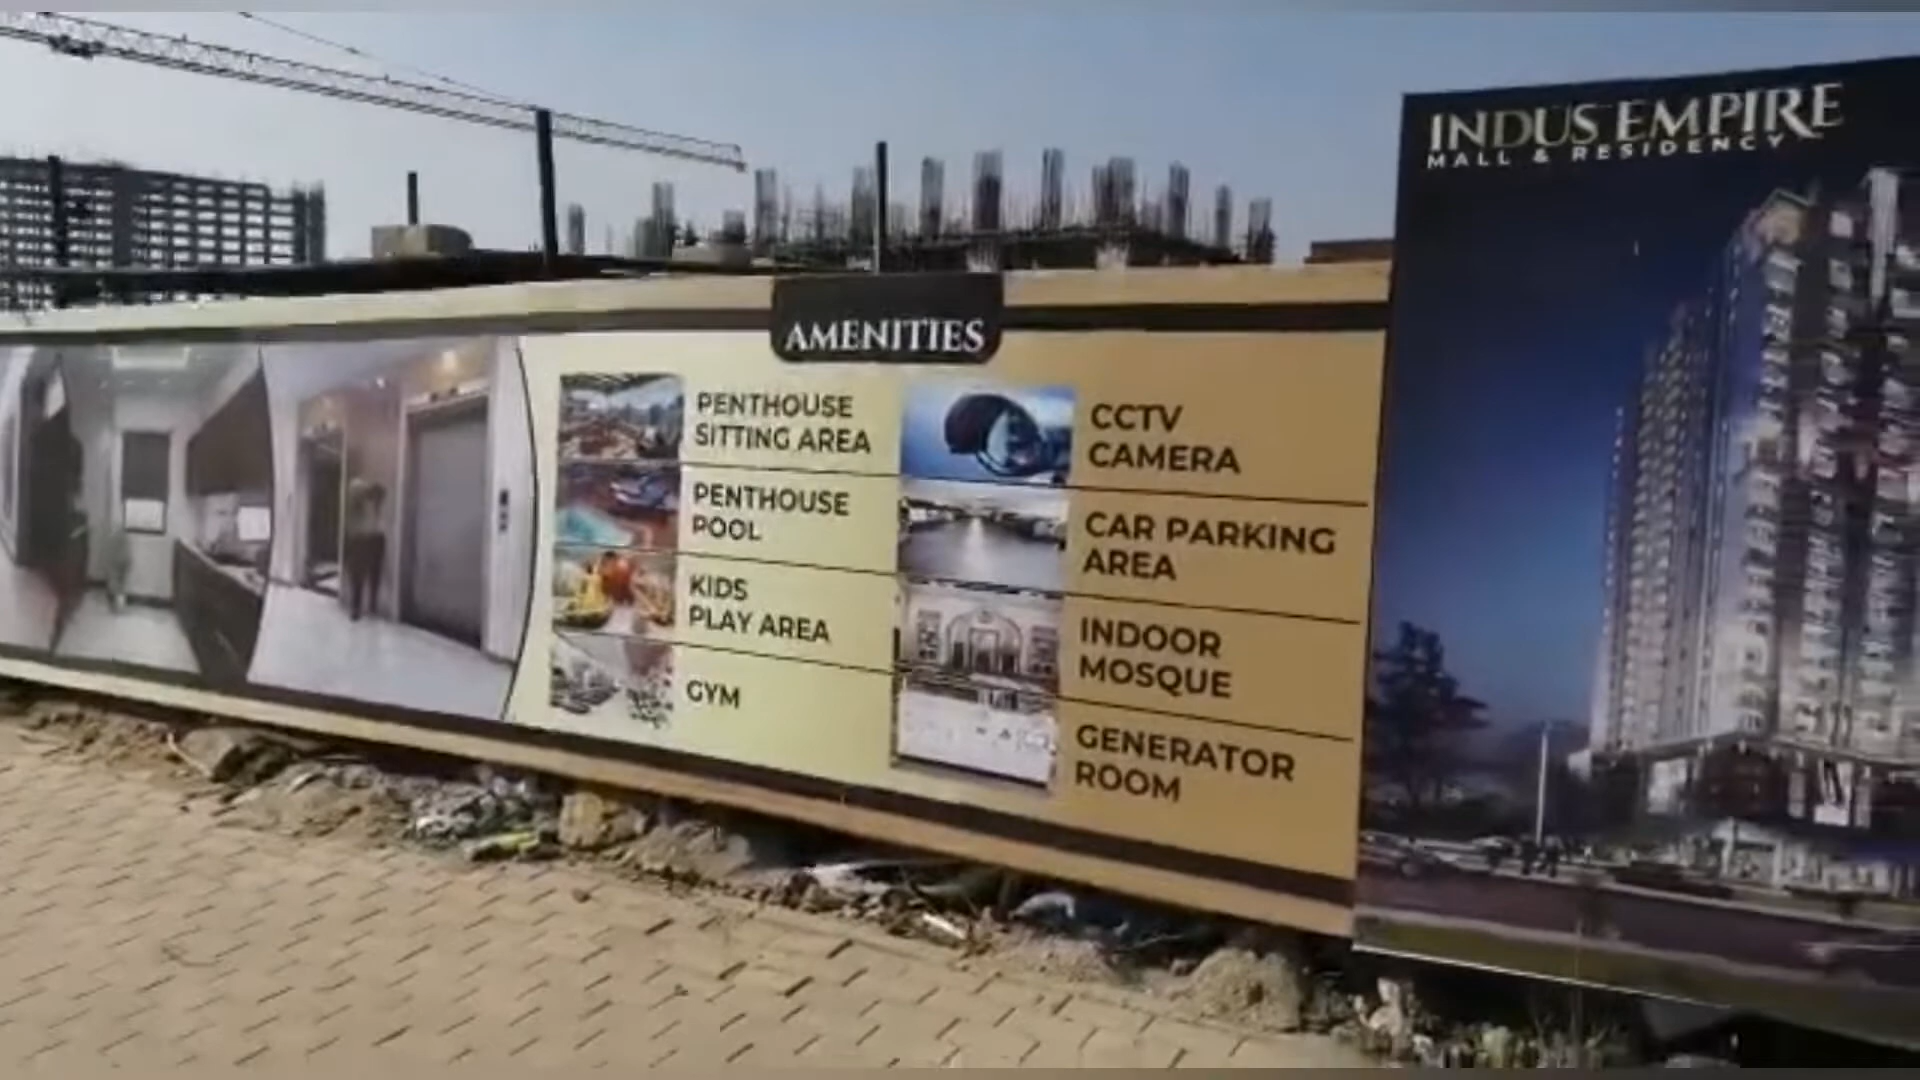 INDUS EMPIRE
MALL & RESIDENCY
AMENITIES
PENTHOUSE
SITTING AREA
PENTHOUSE
POOL
KIDS
PLAY AREA
GYM
CCTV
CAMERA
CAR PARKING
AREA
INDOOR
MOSQUE
GENERATOR
ROOM